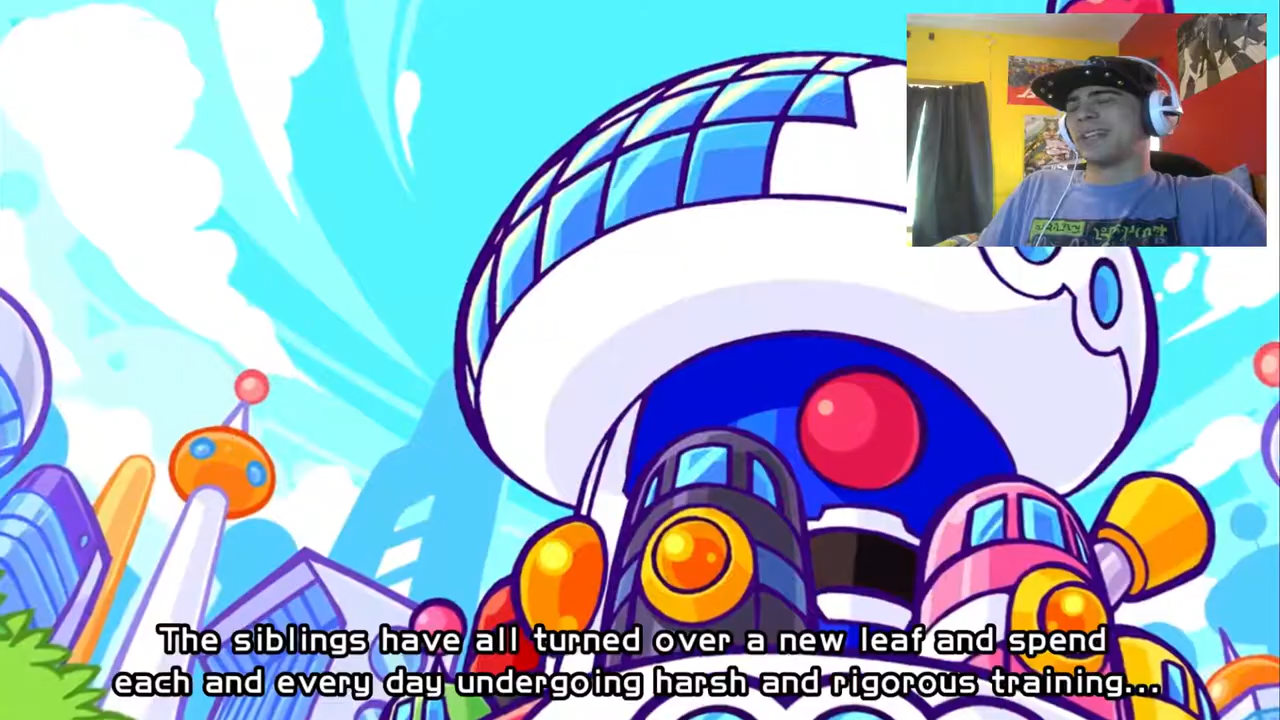 The siblings have all turned over a new leaf and spend
each and every day undergoing harsh and rigorous training...